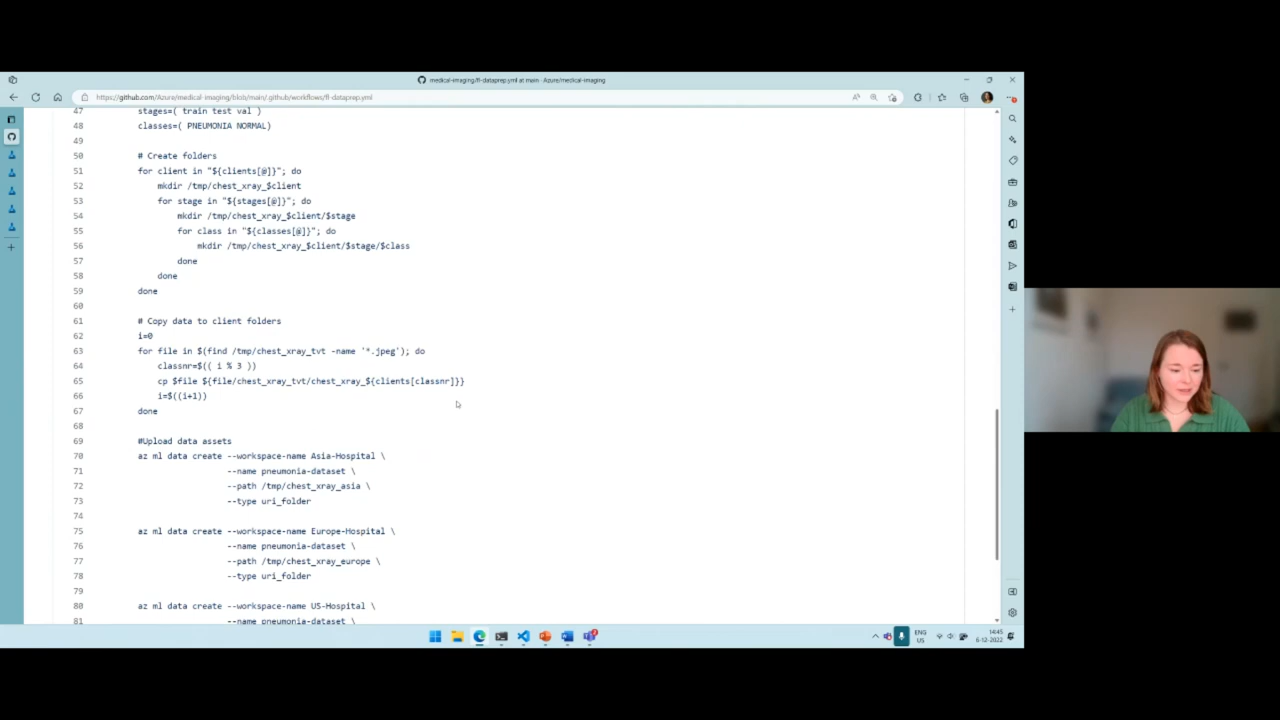 medical-imaging/fl-dataprep.yml at main · Azure/medical-imaging
https://github.com/Azure/medical-imaging/blob/main/.github/workflows/fl-dataprep.yml
47 stages=( train test val )
48 classes=( PNEUMONIA NORMAL)
49
50 # Create folders
51 for client in "${clients[@]}"; do
52 mkdir /tmp/chest_xray_$client
53 for stage in "${stages[@]}"; do
54 mkdir /tmp/chest_xray_$client/$stage
55 for class in "${classes[@]}"; do
56 mkdir /tmp/chest_xray_$client/$stage/$class
57 done
58 done
59 done
60
61 # Copy data to client folders
62 i=0
63 for file in $(find /tmp/chest_xray_tvt -name '*.jpeg'); do
64 classnr=$(( i % 3 ))
65 cp $file ${file/chest_xray_tvt/chest_xray_${clients[classnr]}}
66 i=$((i+1))
67 done
68
69 #Upload data assets
70 az ml data create --workspace-name Asia-Hospital \
71 --name pneumonia-dataset \
72 --path /tmp/chest_xray_asia \
73 --type uri_folder
74
75 az ml data create --workspace-name Europe-Hospital \
76 --name pneumonia-dataset \
77 --path /tmp/chest_xray_europe \
78 --type uri_folder
79
80 az ml data create --workspace-name US-Hospital \
81 --name pneumonia-dataset \
ENG
US
14:45
6-12-2022